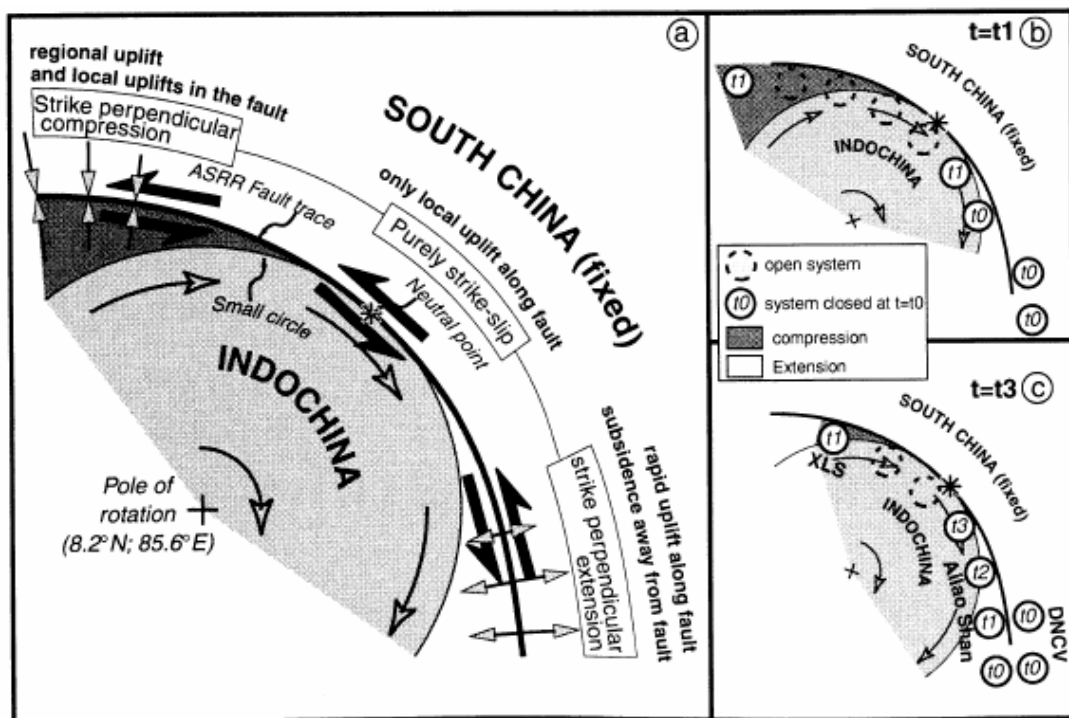 a
regional uplift
and local uplifts in the fault
Strike perpendicular
compression
ASRR Fault trace
SOUTH CHINA (fixed)
only local uplift along fault
Purely strike-slip
Neutral point
Small circle
INDOCHINA
Pole of
rotation
(8.2°N; 85.6°E)
rapid uplift along fault
subsidence away from fault
strike perpendicular
extension
t=t1 b
SOUTH CHINA (fixed)
t1
INDOCHINA
t1
t0
t0
t0
open system
t0 system closed at t=t0
compression
Extension
t=t3 c
SOUTH CHINA (fixed)
t1
XLS
INDOCHINA
t3
t2
Ailao Shan
t1
t0
DNCV
t0
t0